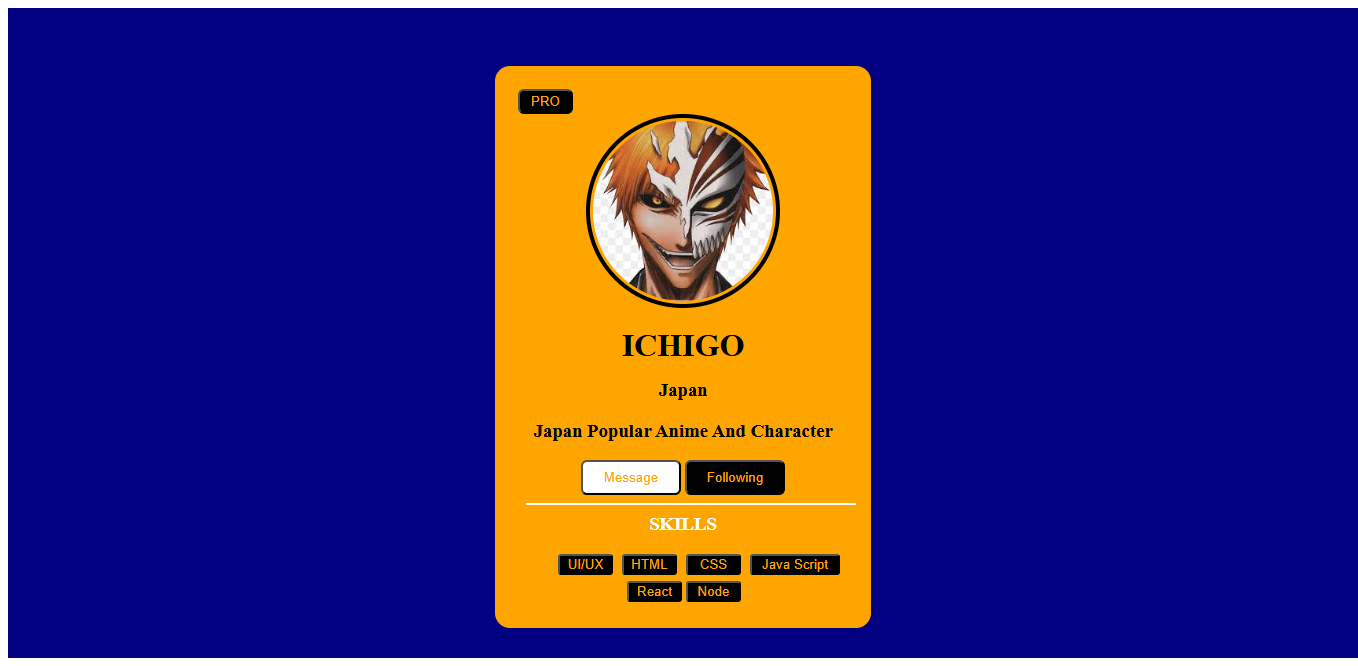 PRO
ICHIGO
Japan
Japan Popular Anime And Character
Message Following
SKILLS
UI/UX HTML CSS Java Script
React Node